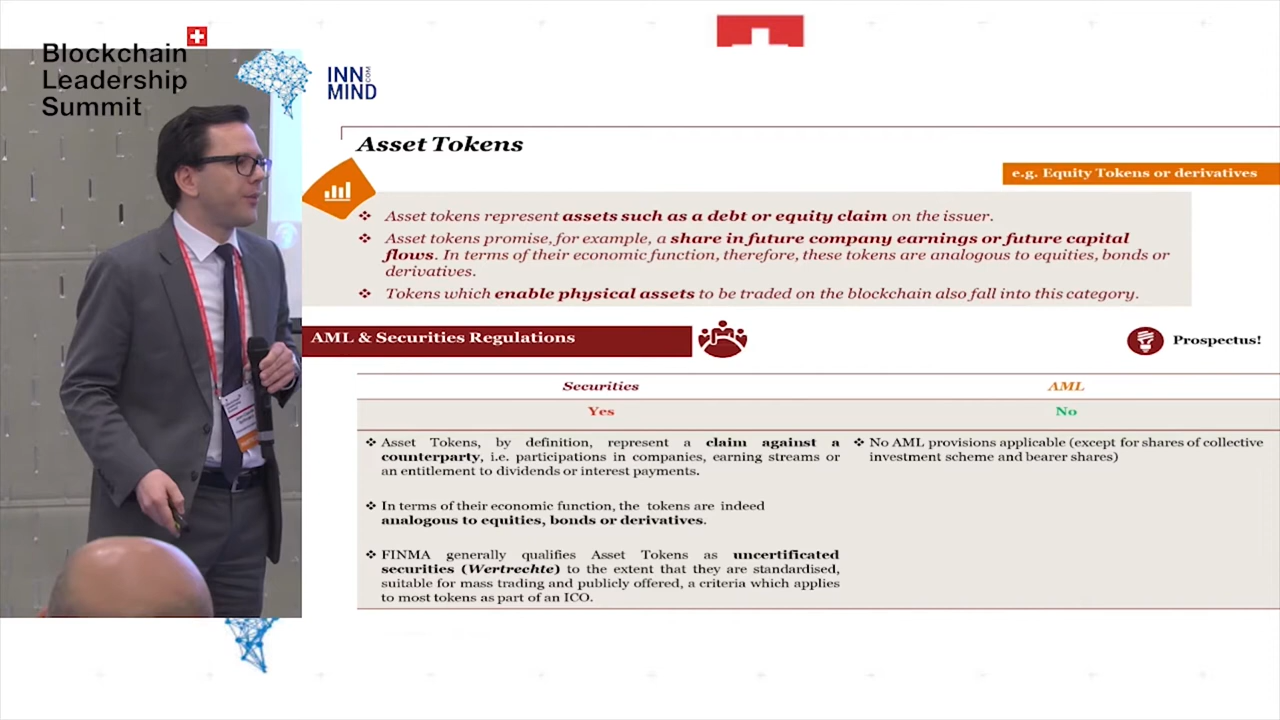 Blockchain
Leadership
Summit
INN
MIND
.COM
Asset Tokens
e.g. Equity Tokens or derivatives
❖ Asset tokens represent assets such as a debt or equity claim on the issuer.
❖ Asset tokens promise, for example, a share in future company earnings or future capital
flows. In terms of their economic function, therefore, these tokens are analogous to equities, bonds or
derivatives.
❖ Tokens which enable physical assets to be traded on the blockchain also fall into this category.
AML & Securities Regulations
Prospectus!
Securities
AML
Yes
No
❖ Asset Tokens, by definition, represent a claim against a
counterparty, i.e. participations in companies, earning streams or
an entitlement to dividends or interest payments.
❖ In terms of their economic function, the tokens are indeed
analogous to equities, bonds or derivatives.
❖ FINMA generally qualifies Asset Tokens as uncertificated
securities (Wertrechte) to the extent that they are standardised,
suitable for mass trading and publicly offered, a criteria which applies
to most tokens as part of an ICO.
❖ No AML provisions applicable (except for shares of collective
investment scheme and bearer shares)